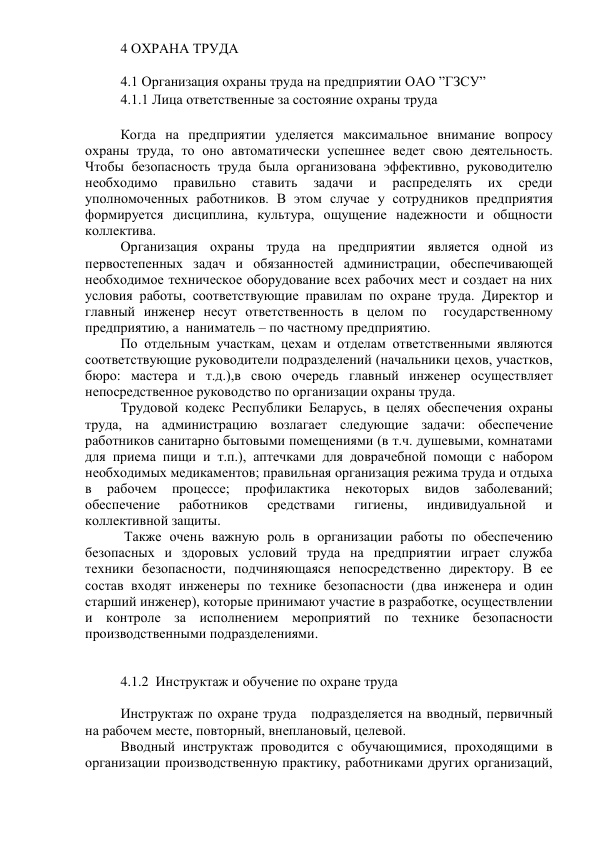 4 ОХРАНА ТРУДА
4.1 Организация охраны труда на предприятии ОАО ”ГЗСУ”
4.1.1 Лица ответственные за состояние охраны труда
Когда на предприятии уделяется максимальное внимание вопросу
охраны труда, то оно автоматически успешнее ведет свою деятельность.
Чтобы безопасность труда была организована эффективно, руководителю
необходимо правильно ставить задачи и распределять их среди
уполномоченных работников. В этом случае у сотрудников предприятия
формируется дисциплина, культура, ощущение надежности и общности
коллектива.
Организация охраны труда на предприятии является одной из
первостепенных задач и обязанностей администрации, обеспечивающей
необходимое техническое оборудование всех рабочих мест и создает на них
условия работы, соответствующие правилам по охране труда. Директор и
главный инженер несут ответственность в целом по государственному
предприятию, а наниматель – по частному предприятию.
По отдельным участкам, цехам и отделам ответственными являются
соответствующие руководители подразделений (начальники цехов, участков,
бюро: мастера и т.д.),в свою очередь главный инженер осуществляет
непосредственное руководство по организации охраны труда.
Трудовой кодекс Республики Беларусь, в целях обеспечения охраны
труда, на администрацию возлагает следующие задачи: обеспечение
работников санитарно бытовыми помещениями (в т.ч. душевыми, комнатами
для приема пищи и т.п.), аптечками для доврачебной помощи с набором
необходимых медикаментов; правильная организация режима труда и отдыха
в рабочем процессе; профилактика некоторых видов заболеваний;
обеспечение работников средствами гигиены, индивидуальной и
коллективной защиты.
Также очень важную роль в организации работы по обеспечению
безопасных и здоровых условий труда на предприятии играет служба
техники безопасности, подчиняющаяся непосредственно директору. В ее
состав входят инженеры по технике безопасности (два инженера и один
старший инженер), которые принимают участие в разработке, осуществлении
и контроле за исполнением мероприятий по технике безопасности
производственными подразделениями.
4.1.2 Инструктаж и обучение по охране труда
Инструктаж по охране труда подразделяется на вводный, первичный
на рабочем месте, повторный, внеплановый, целевой.
Вводный инструктаж проводится с обучающимися, проходящими в
организации производственную практику, работниками других организаций,